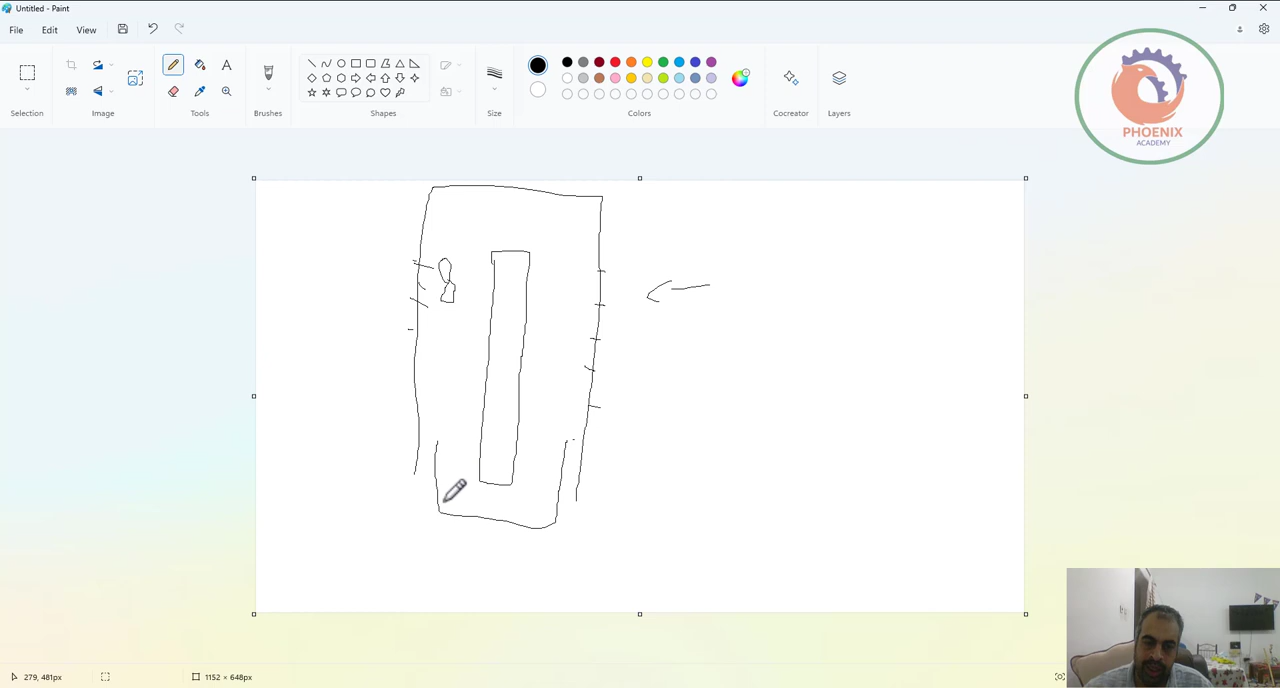 Untitled - Paint
File Edit View
Selection Image Tools Brushes Shapes Size Colors Cocreator Layers
PHOENIX
ACADEMY
279, 481px 1152 × 648px